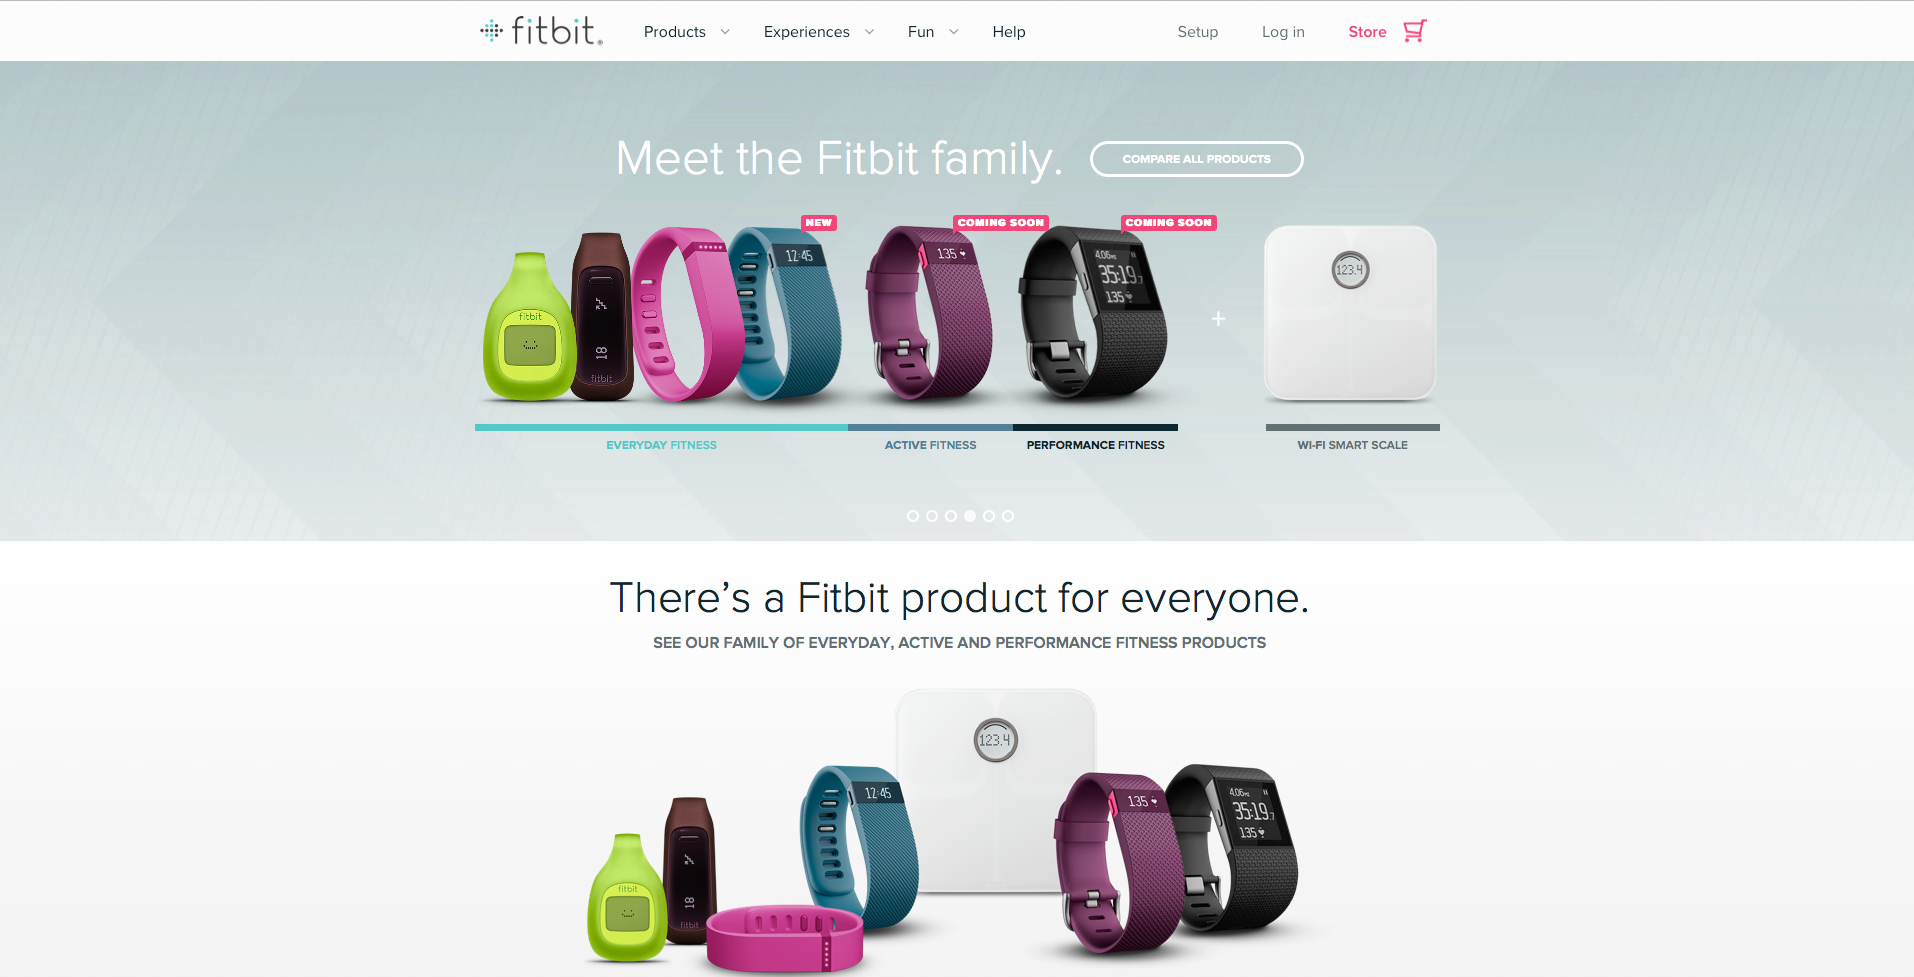 fitbit.
Products
Experiences
Fun
Help
Setup
Log in
Store
Meet the Fitbit family.
COMPARE ALL PRODUCTS
NEW
COMING SOON
COMING SOON
12:45
135
4.06
35:19.7
135
123.4
fitbit
18
fitbit
+
EVERYDAY FITNESS
ACTIVE FITNESS
PERFORMANCE FITNESS
WI-FI SMART SCALE
There's a Fitbit product for everyone.
SEE OUR FAMILY OF EVERYDAY, ACTIVE AND PERFORMANCE FITNESS PRODUCTS
123.4
12:45
135
4.06
35:19.7
135
fitbit
18
fitbit